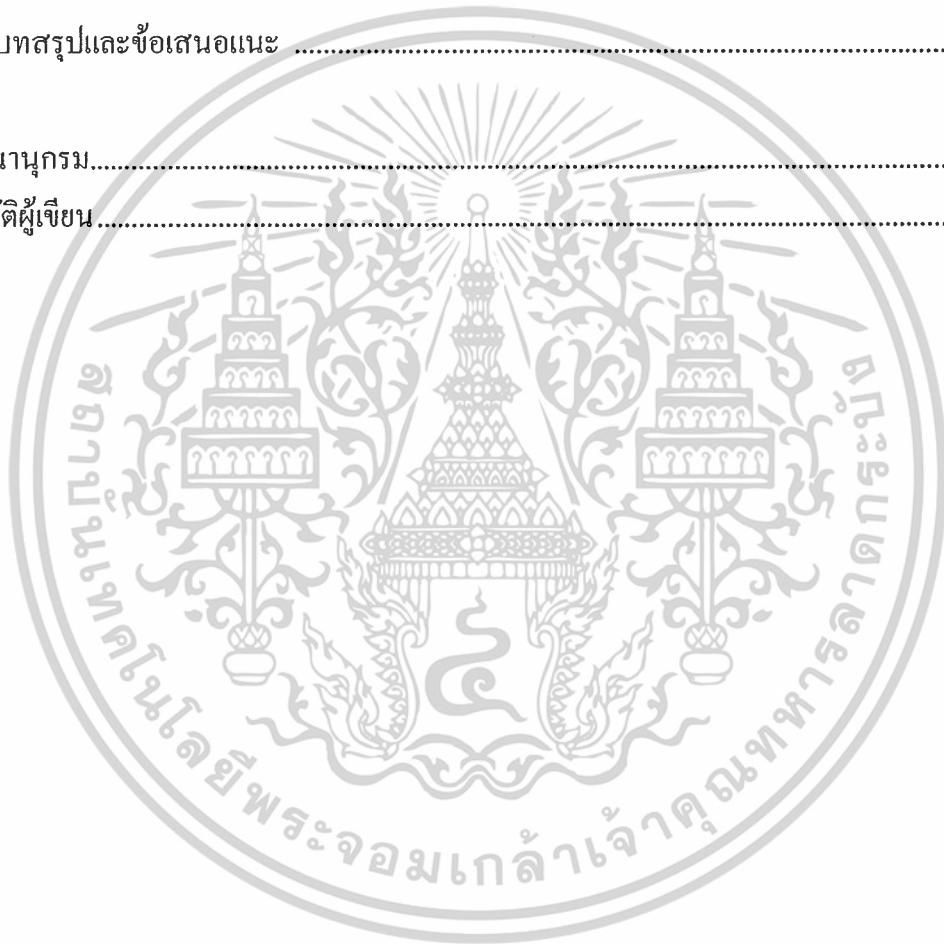 บทสรุปและข้อเสนอแนะ ..........................................................................
นานุกรม..........................................................................
ติผู้เขียน..........................................................................
สถาบันเทคโนโลยีพระจอมเกล้าเจ้าคุณทหารลาดกระบัง
๔